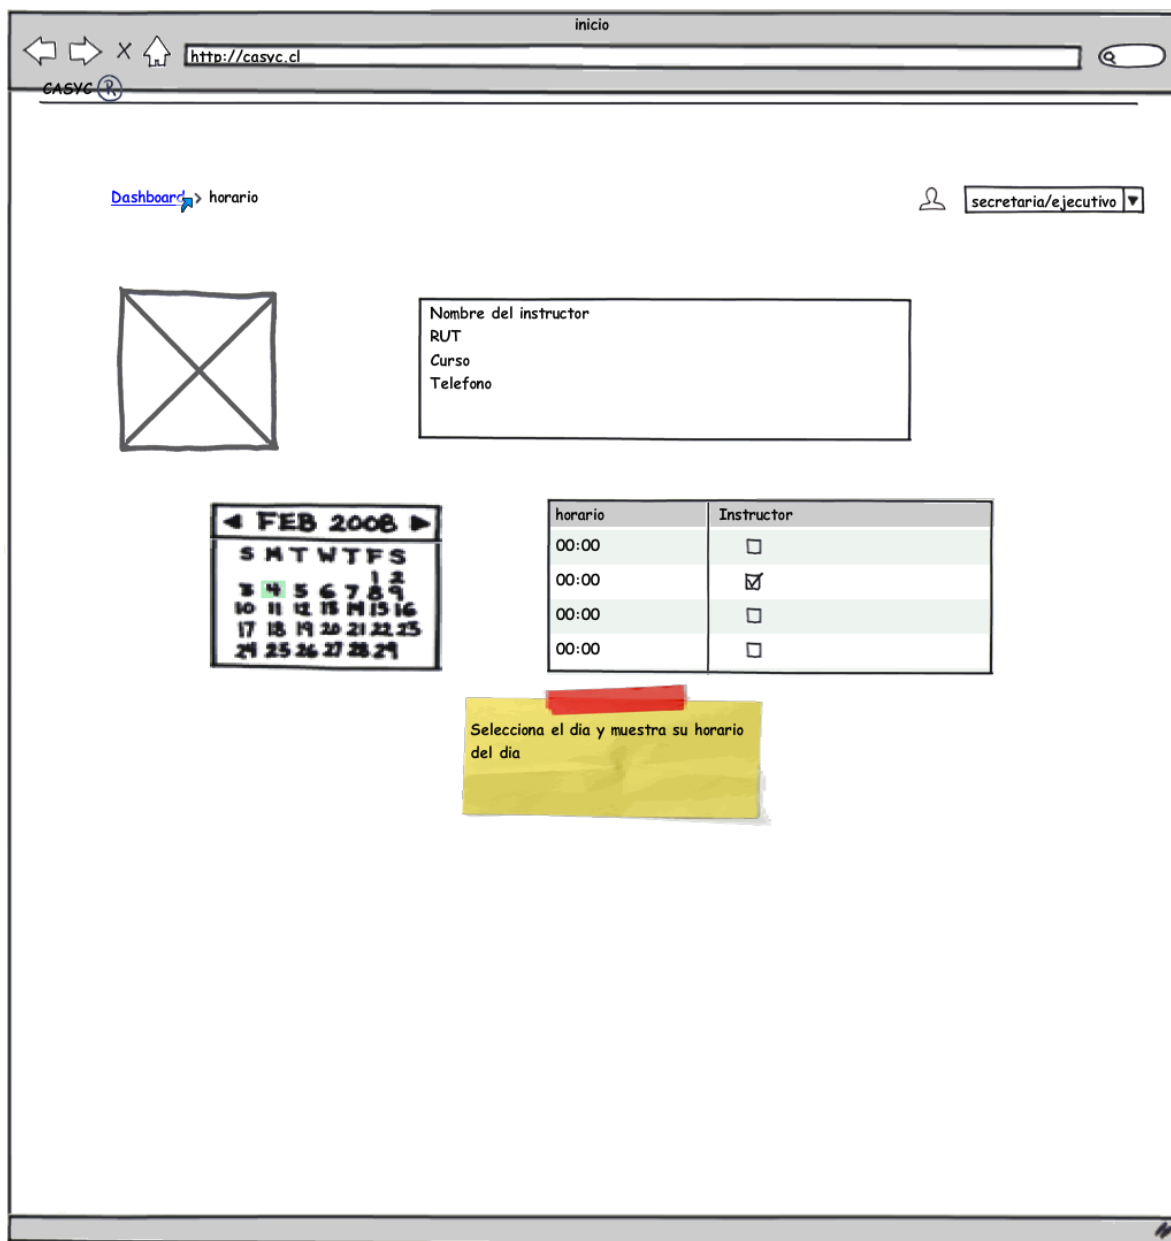 inicio
http://casyc.cl
CASYC R
Dashboard > horario
secretaria/ejecutivo
Nombre del instructor
RUT
Curso
Telefono
FEB 2008
S M T W T F S
1 2
3 4 5 6 7 8 9
10 11 12 13 14 15 16
17 18 19 20 21 22 23
24 25 26 27 28 29
horario Instructor
00:00
00:00
00:00
00:00
Selecciona el dia y muestra su horario
del dia